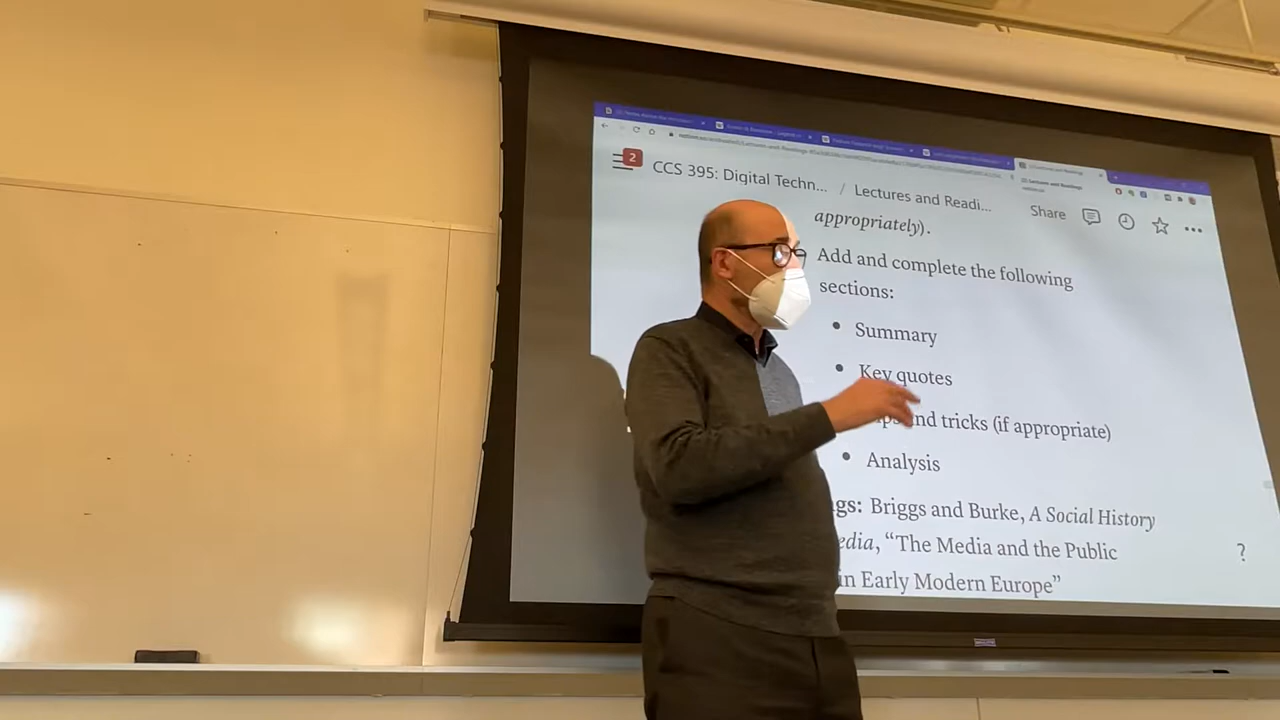 2
CCS 395: Digital Techn... / Lectures and Readi...
Share
appropriately).
Add and complete the following
sections:
• Summary
• Key quotes
and tricks (if appropriate)
• Analysis
Briggs and Burke, A Social History
“The Media and the Public
in Early Modern Europe”
?